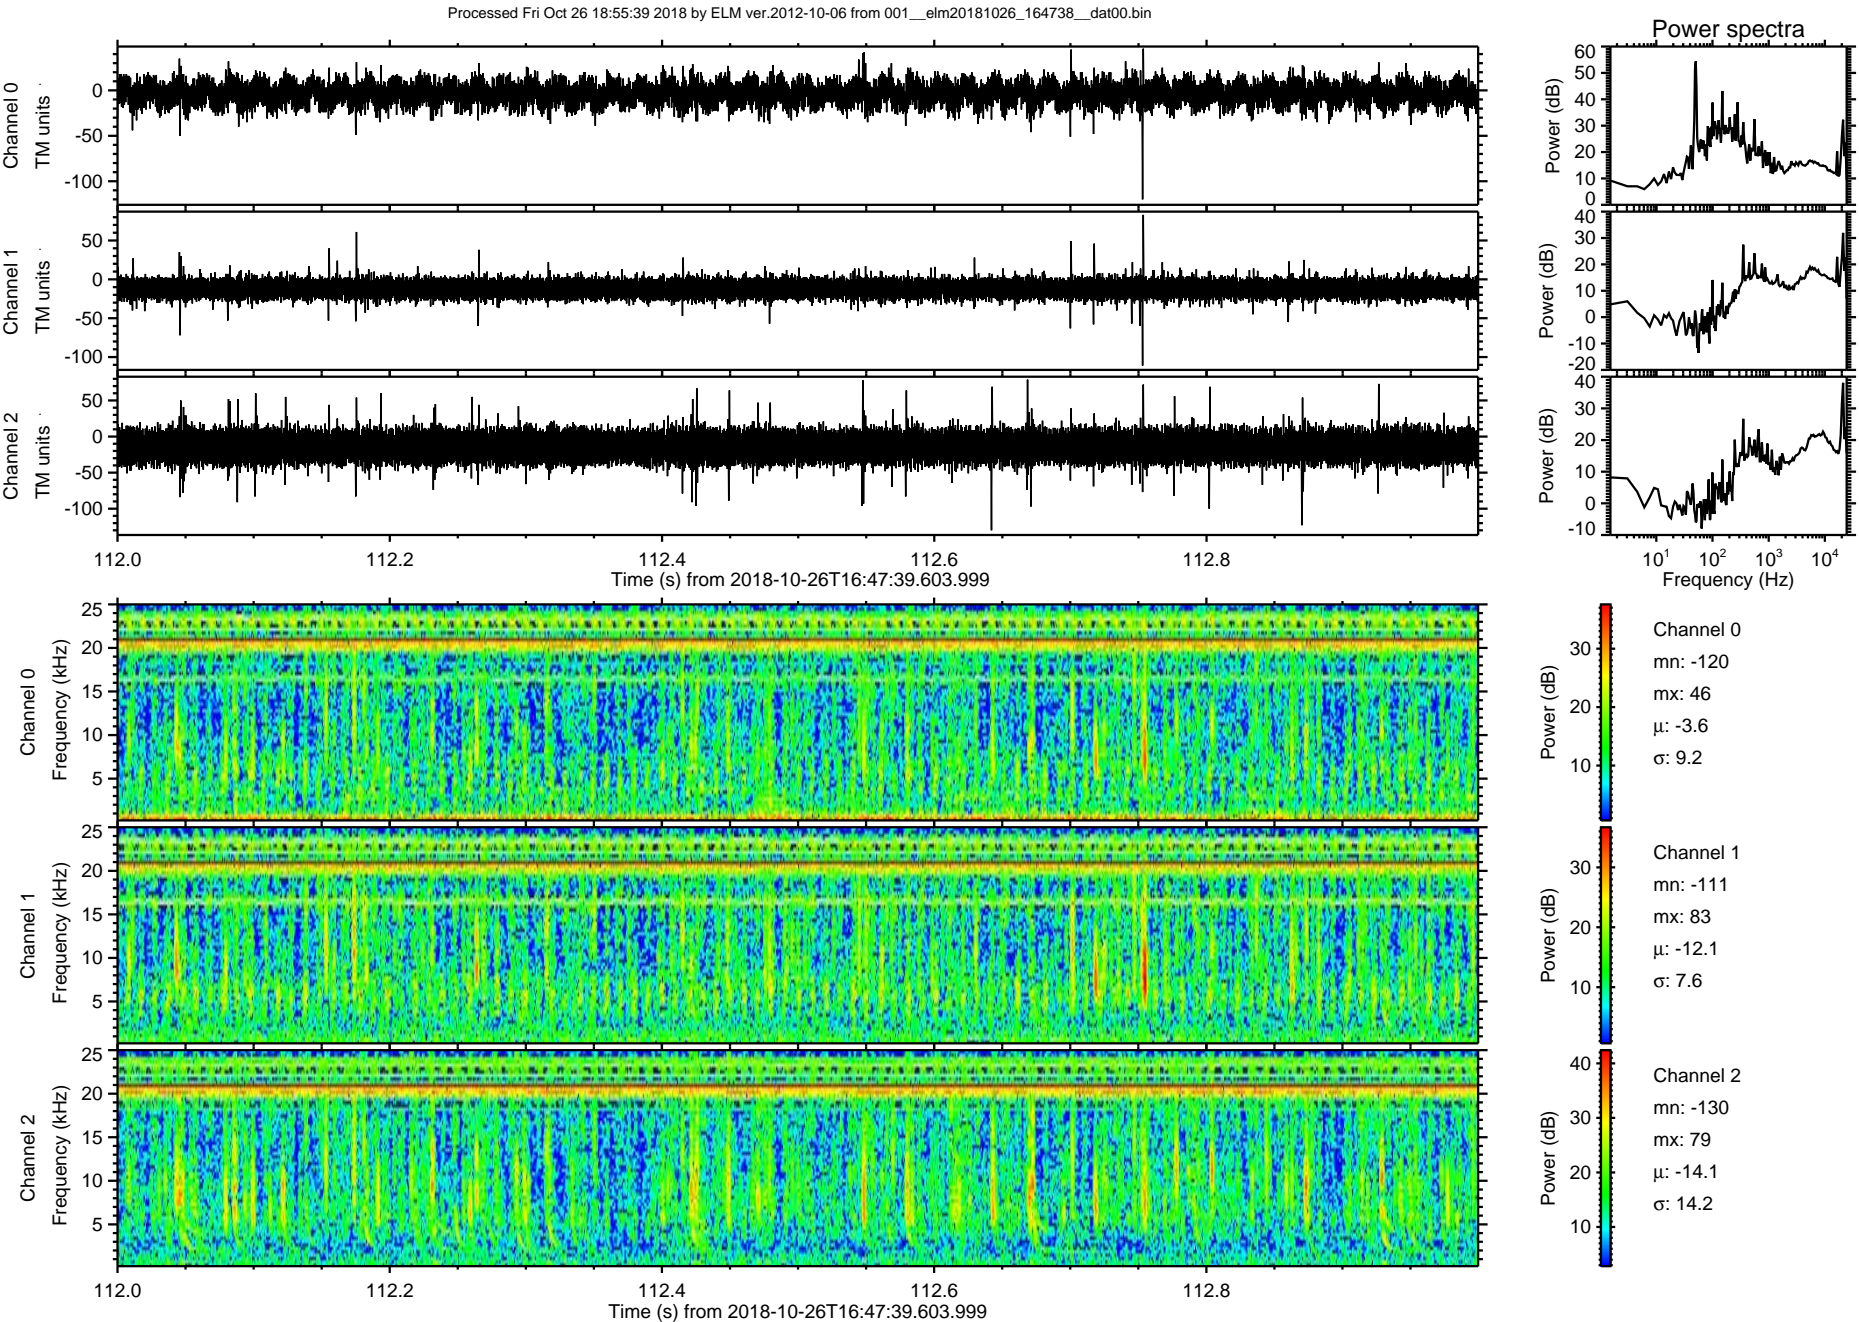 Processed Fri Oct 26 18:55:39 2018 by ELM ver.2012-10-06 from 001__elm20181026_164738__dat00.bin
Power spectra
Channel 0
TM units
0
-50
-100
Power (dB)
60
50
40
30
20
10
0
Channel 1
TM units
50
0
-50
-100
Power (dB)
40
30
20
10
0
-10
-20
Channel 2
TM units
50
0
-50
-100
Power (dB)
40
30
20
10
0
-10
112.0 112.2 112.4 112.6 112.8
Time (s) from 2018-10-26T16:47:39.603.999
10^1 10^2 10^3 10^4
Frequency (Hz)
Channel 0
Frequency (kHz)
25
20
15
10
5
Power (dB)
30
20
10
Channel 0
mn: -120
mx: 46
μ: -3.6
σ: 9.2
Channel 1
Frequency (kHz)
25
20
15
10
5
Power (dB)
30
20
10
Channel 1
mn: -111
mx: 83
μ: -12.1
σ: 7.6
Channel 2
Frequency (kHz)
25
20
15
10
5
Power (dB)
40
30
20
10
Channel 2
mn: -130
mx: 79
μ: -14.1
σ: 14.2
112.0 112.2 112.4 112.6 112.8
Time (s) from 2018-10-26T16:47:39.603.999